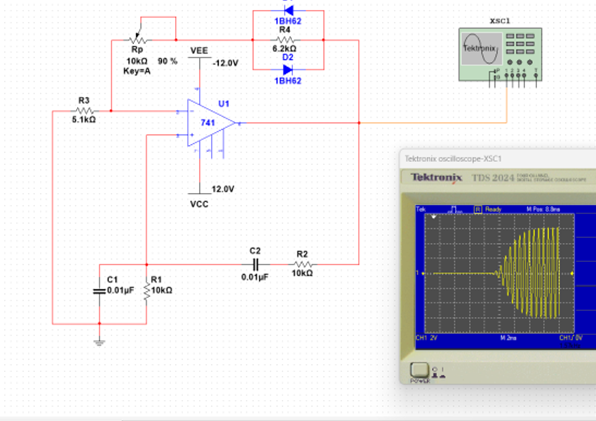 1BH62
R4
6.2kΩ
D2
1BH62
Rp
10kΩ
Key=A
90 %
VEE
-12.0V
U1
741
R3
5.1kΩ
12.0V
VCC
C1
0.01µF
R1
10kΩ
C2
0.01µF
R2
10kΩ
XSC1
Tektronix
Tektronix oscilloscope-XSC1
Tektronix TDS 2024
Tek
Ready
M Pos: 0.8ms
1
CH1 2V
M 2ms
CH1/ 0V
POWER